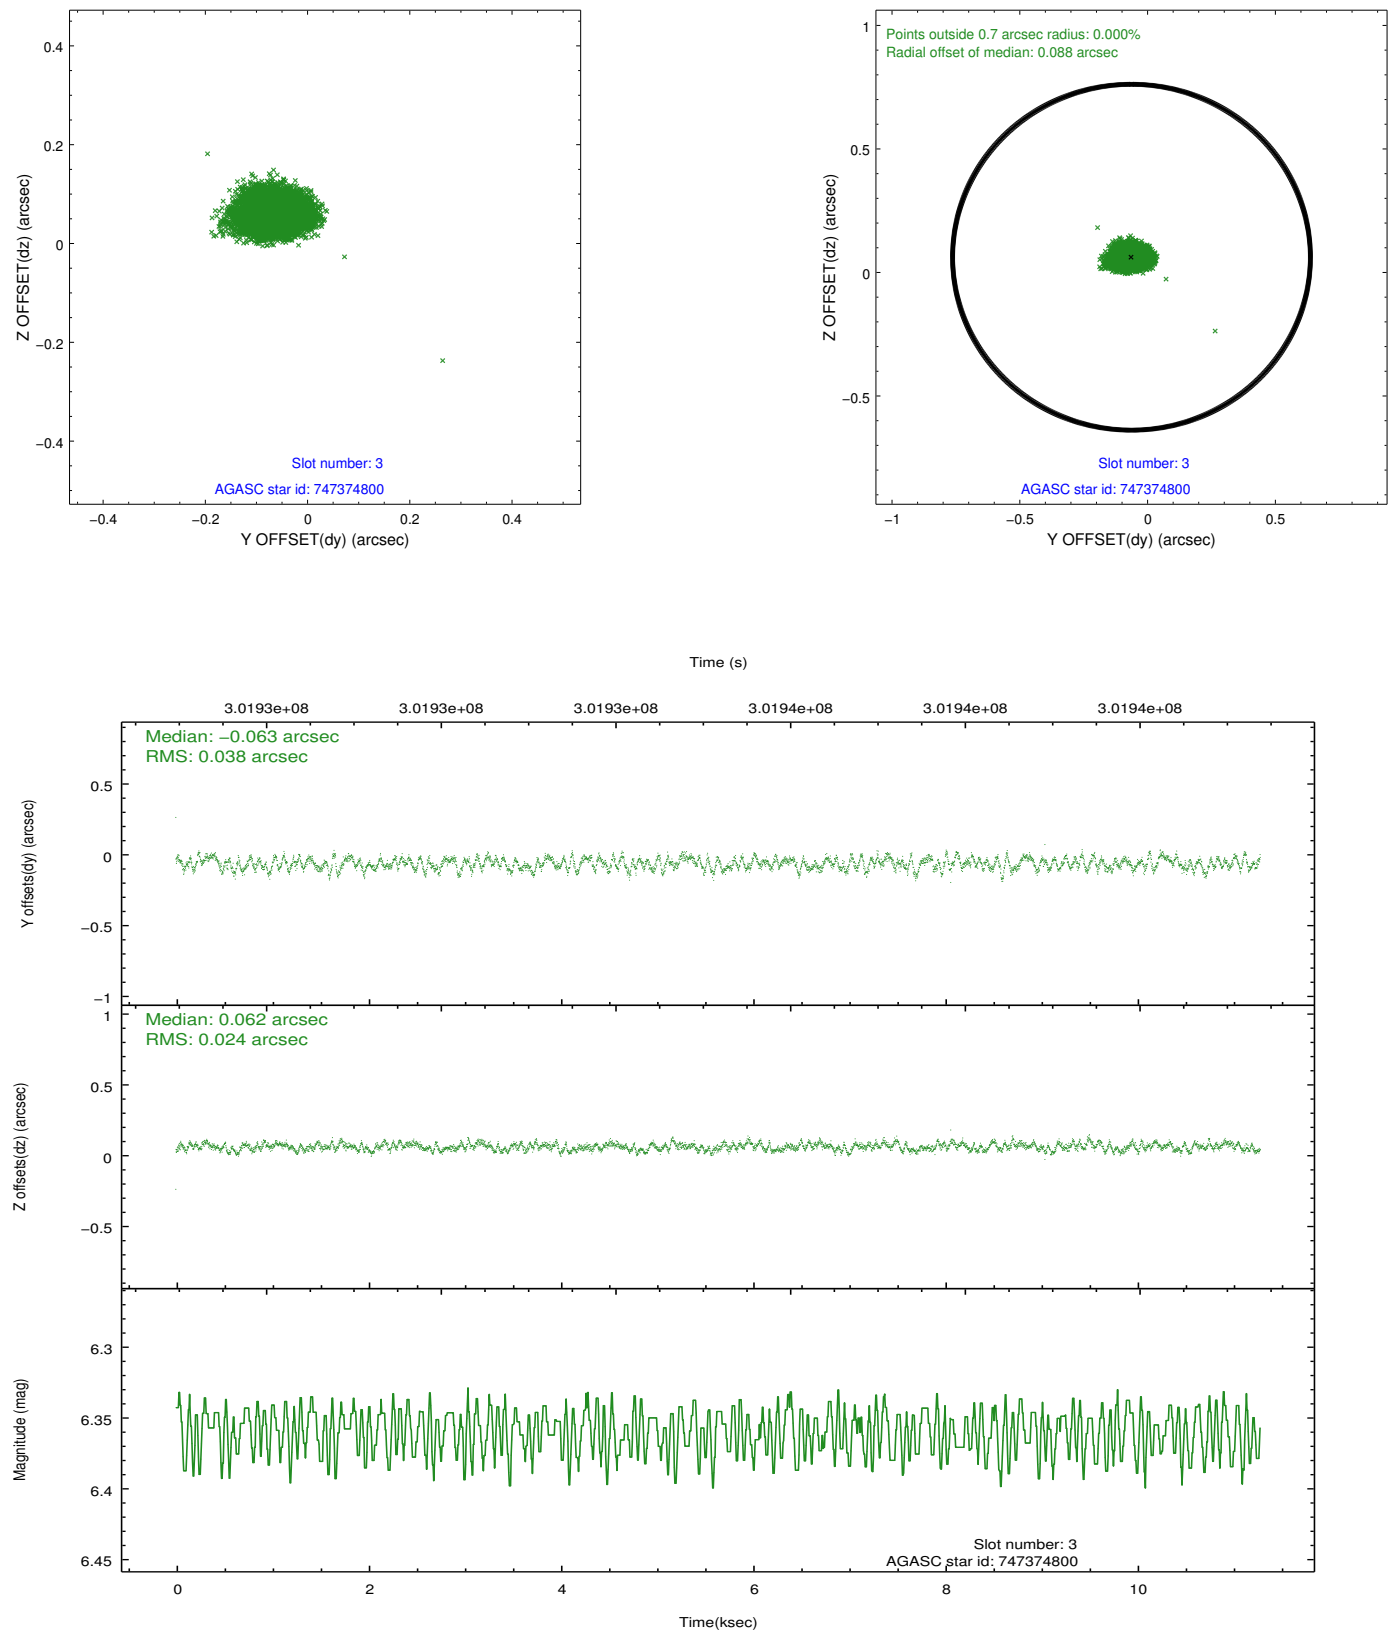 0.4
0.2
0
−0.2
−0.4
Z OFFSET(dz) (arcsec)
Slot number: 3
AGASC star id: 747374800
−0.4
−0.2
0
0.2
0.4
Y OFFSET(dy) (arcsec)
Points outside 0.7 arcsec radius: 0.000%
Radial offset of median: 0.088 arcsec
1
0.5
0
−0.5
Z OFFSET(dz) (arcsec)
Slot number: 3
AGASC star id: 747374800
−1
−0.5
0
0.5
Y OFFSET(dy) (arcsec)
Time (s)
3.0193e+08
3.0193e+08
3.0193e+08
3.0194e+08
3.0194e+08
3.0194e+08
Median: −0.063 arcsec
RMS: 0.038 arcsec
0.5
0
−0.5
−1
Y offsets(dy) (arcsec)
Median: 0.062 arcsec
RMS: 0.024 arcsec
1
0.5
0
−0.5
Z offsets(dz) (arcsec)
6.3
6.35
6.4
6.45
Magnitude (mag)
Slot number: 3
AGASC star id: 747374800
0
2
4
6
8
10
Time(ksec)